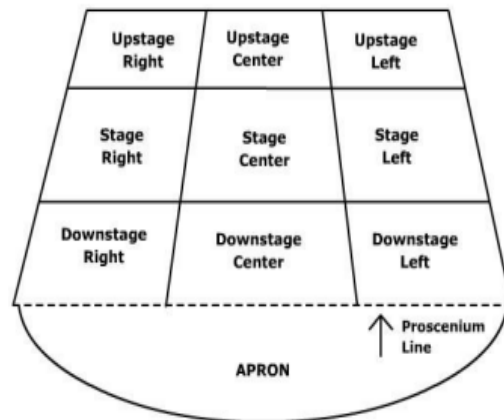 Upstage
Right
Upstage
Center
Upstage
Left
Stage
Right
Stage
Center
Stage
Left
Downstage
Right
Downstage
Center
Downstage
Left
Proscenium
Line
APRON